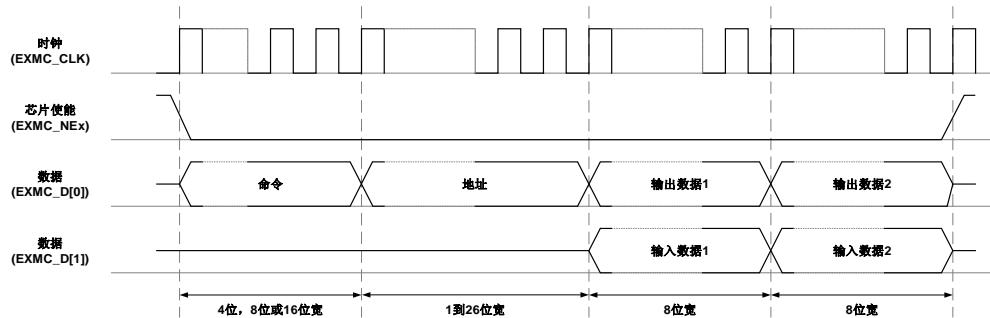 时钟
(EXMC_CLK)
芯片使能
(EXMC_NEx)
数据
(EXMC_D[0])
命令
地址
输出数据1
输出数据2
数据
(EXMC_D[1])
输入数据1
输入数据2
4位，8位或16位宽
1到26位宽
8位宽
8位宽